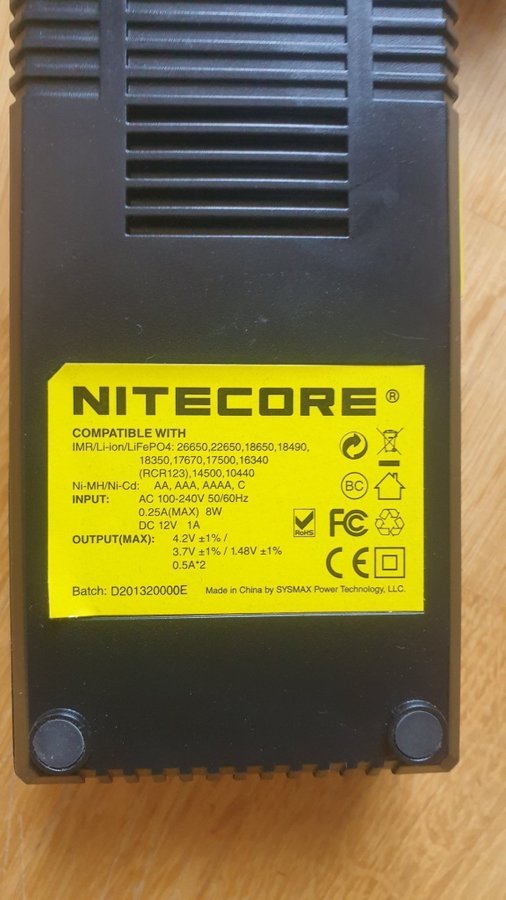 NITECORE ®
COMPATIBLE WITH
IMR/Li-ion/LiFePO4: 26650,22650,18650,18490,
18350,17670,17500,16340
(RCR123),14500,10440
Ni-MH/Ni-Cd: AA, AAA, AAAA, C
INPUT: AC 100-240V 50/60Hz
0.25A(MAX) 8W
DC 12V 1A
OUTPUT(MAX): 4.2V ±1% /
3.7V ±1% / 1.48V ±1%
0.5A*2
BC
RoHS FC
CE
Batch: D201320000E Made in China by SYSMAX Power Technology, LLC.